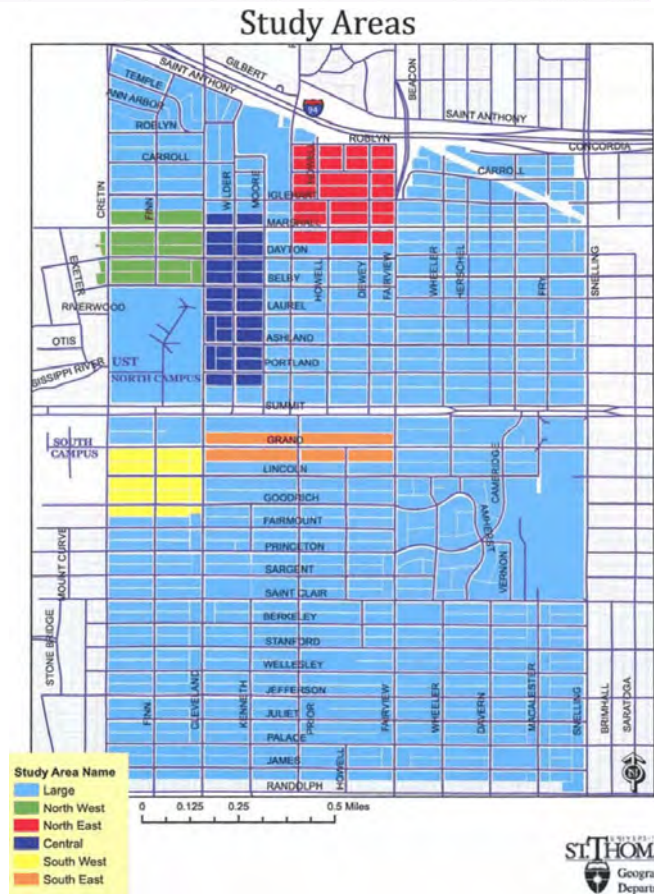 Study Areas
GILBERT
SAINT ANTHONY
BEACON
TEMPLE
ANN ARBOR
94
SAINT ANTHONY
ROBLYN
ROBLYN
CONCORDIA
CARROLL
CARROLL
CRETIN
FINN
WILDER
MOORE
IGLEHART
MARSHALL
DAYTON
EXETER
SELBY
HOWELL
DEWEY
FAIRVIEW
WHEELER
HERSCHEL
FRY
SNELLING
RIVERWOOD
LAUREL
OTIS
ASHLAND
UST
PORTLAND
SISSIPPI RIVER
NORTH CAMPUS
SUMMIT
SOUTH
CAMPUS
GRAND
LINCOLN
CAMBRIDGE
GOODRICH
FAIRMOUNT
AMHERST
PRINCETON
VERNON
MOUNT CURVE
SARGENT
SAINT CLAIR
BERKELEY
STONE BRIDGE
STANFORD
WELLESLEY
JEFFERSON
FINN
CLEVELAND
KENNETH
PRIOR
FAIRVIEW
WHEELER
DAVERN
MACALESTER
SNELLING
BRIMHALL
SARATOGA
JULIET
PALACE
JAMES
HOWELL
RANDOLPH
Study Area Name
Large
North West
North East
Central
South West
South East
0 0.125 0.25 0.5 Miles
ST. THOM
Geogra
Depart